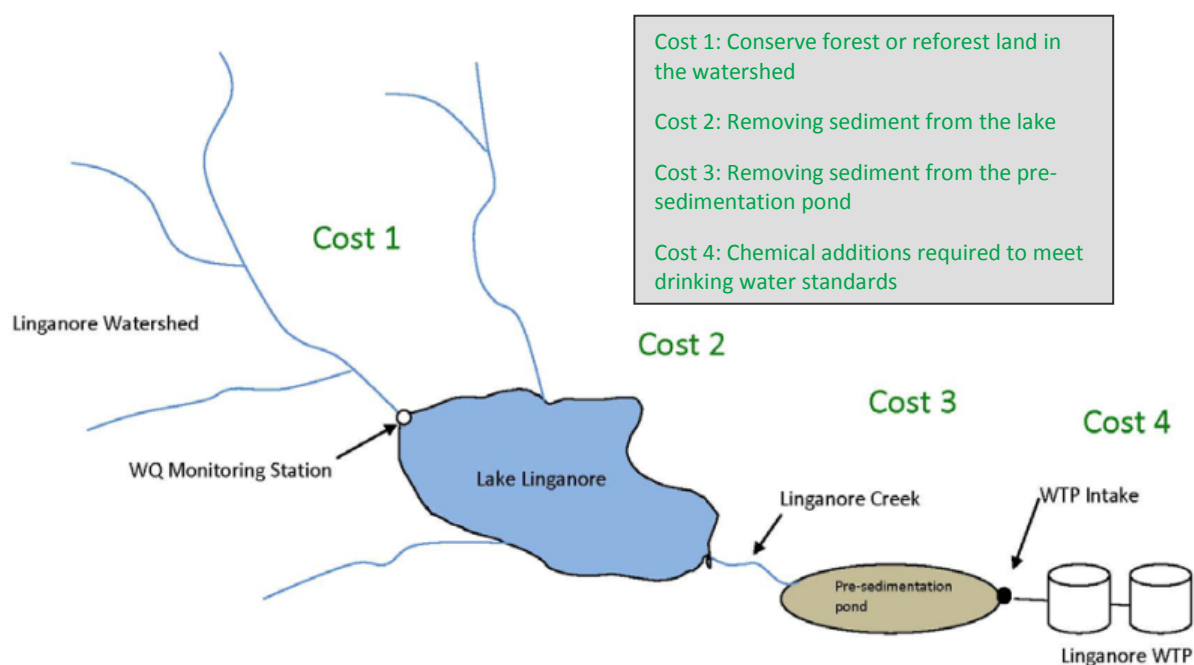 Cost 1: Conserve forest or reforest land in
the watershed
Cost 2: Removing sediment from the lake
Cost 3: Removing sediment from the pre-
sedimentation pond
Cost 4: Chemical additions required to meet
drinking water standards
Cost 1
Linganore Watershed
Cost 2
Cost 3
Cost 4
WQ Monitoring Station
Lake Linganore
Linganore Creek
WTP Intake
Pre-sedimentation
pond
Linganore WTP